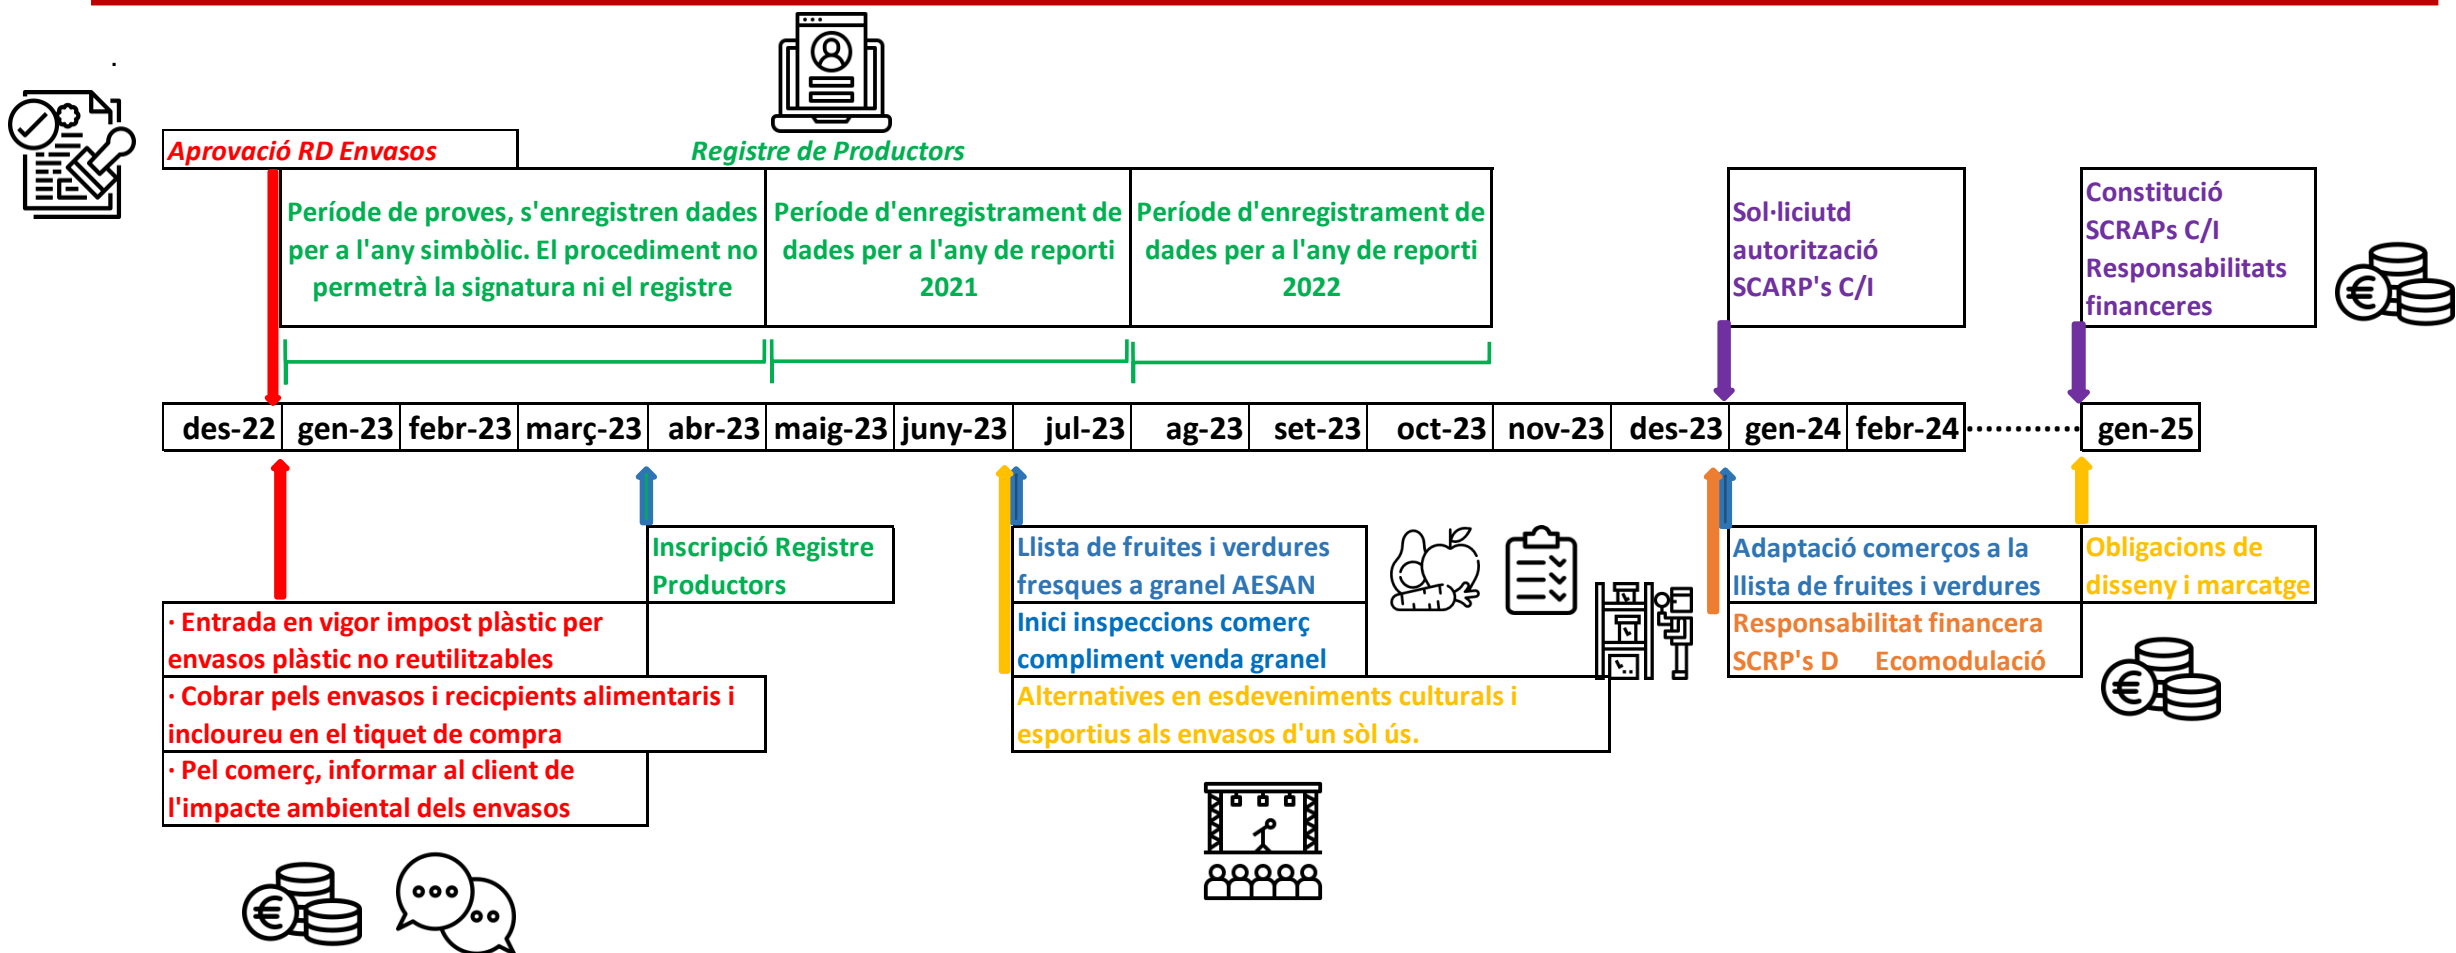 .
Aprovació RD Envasos
Registre de Productors
Període de proves, s'enregistren dades
per a l'any simbòlic. El procediment no
permetrà la signatura ni el registre
Període d'enregistrament de
dades per a l'any de reporti
2021
Període d'enregistrament de
dades per a l'any de reporti
2022
Sol·liciutd
autorització
SCARP's C/I
Constitució
SCRAPs C/I
Responsabilitats
financeres
des-22 gen-23 febr-23 març-23 abr-23 maig-23 juny-23 jul-23 ag-23 set-23 oct-23 nov-23 des-23 gen-24 febr-24 ............ gen-25
Inscripció Registre
Productors
· Entrada en vigor impost plàstic per
envasos plàstic no reutilitzables
· Cobrar pels envasos i recicpients alimentaris i
incloureu en el tiquet de compra
· Pel comerç, informar al client de
l'impacte ambiental dels envasos
Llista de fruites i verdures
fresques a granel AESAN
Inici inspeccions comerç
compliment venda granel
Alternatives en esdeveniments culturals i
esportius als envasos d'un sòl ús.
Adaptació comerços a la
llista de fruites i verdures
Responsabilitat financera
SCRP's D Ecomodulació
Obligacions de
disseny i marcatge